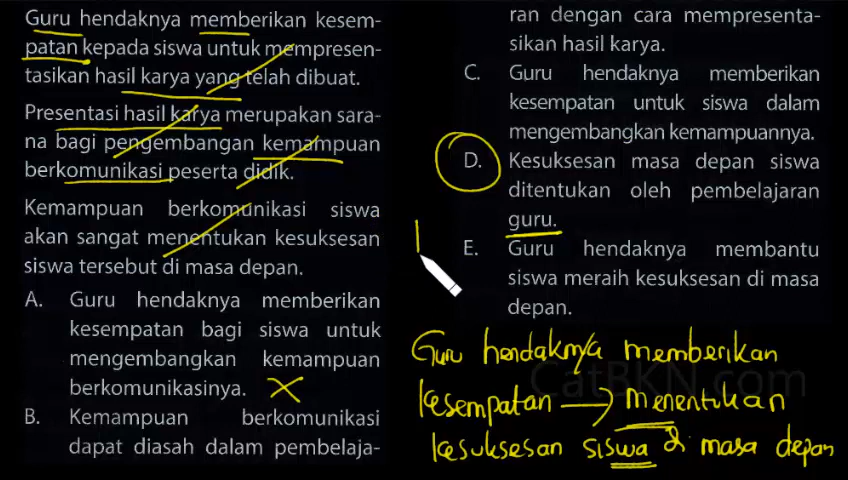 Guru hendaknya memberikan kesem-
patan kepada siswa untuk mempresen-
tasikan hasil karya yang telah dibuat.
Presentasi hasil karya merupakan sara-
na bagi pengembangan kemampuan
berkomunikasi peserta didik.
Kemampuan berkomunikasi siswa
akan sangat menentukan kesuksesan
siswa tersebut di masa depan.
A. Guru hendaknya memberikan
kesempatan bagi siswa untuk
mengembangkan kemampuan
berkomunikasinya. X
B. Kemampuan berkomunikasi
dapat diasah dalam pembelaja-
ran dengan cara mempresenta-
sikan hasil karya.
C. Guru hendaknya memberikan
kesempatan untuk siswa dalam
mengembangkan kemampuannya.
D. Kesuksesan masa depan siswa
ditentukan oleh pembelajaran
guru.
E. Guru hendaknya membantu
siswa meraih kesuksesan di masa
depan.
Guru hendaknya memberikan
kesempatan → menentukan
kesuksesan siswa di masa depan
CatBKN.com